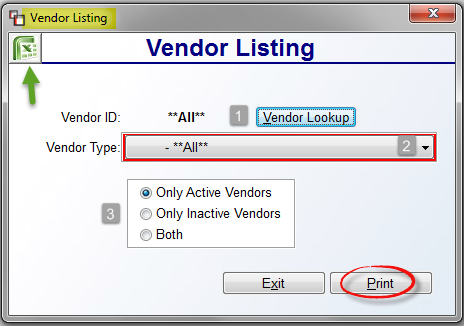 Vendor Listing
Vendor Listing
Vendor ID: **All** 1 Vendor Lookup
Vendor Type: - **All** 2
Only Active Vendors
3 Only Inactive Vendors
Both
Exit Print